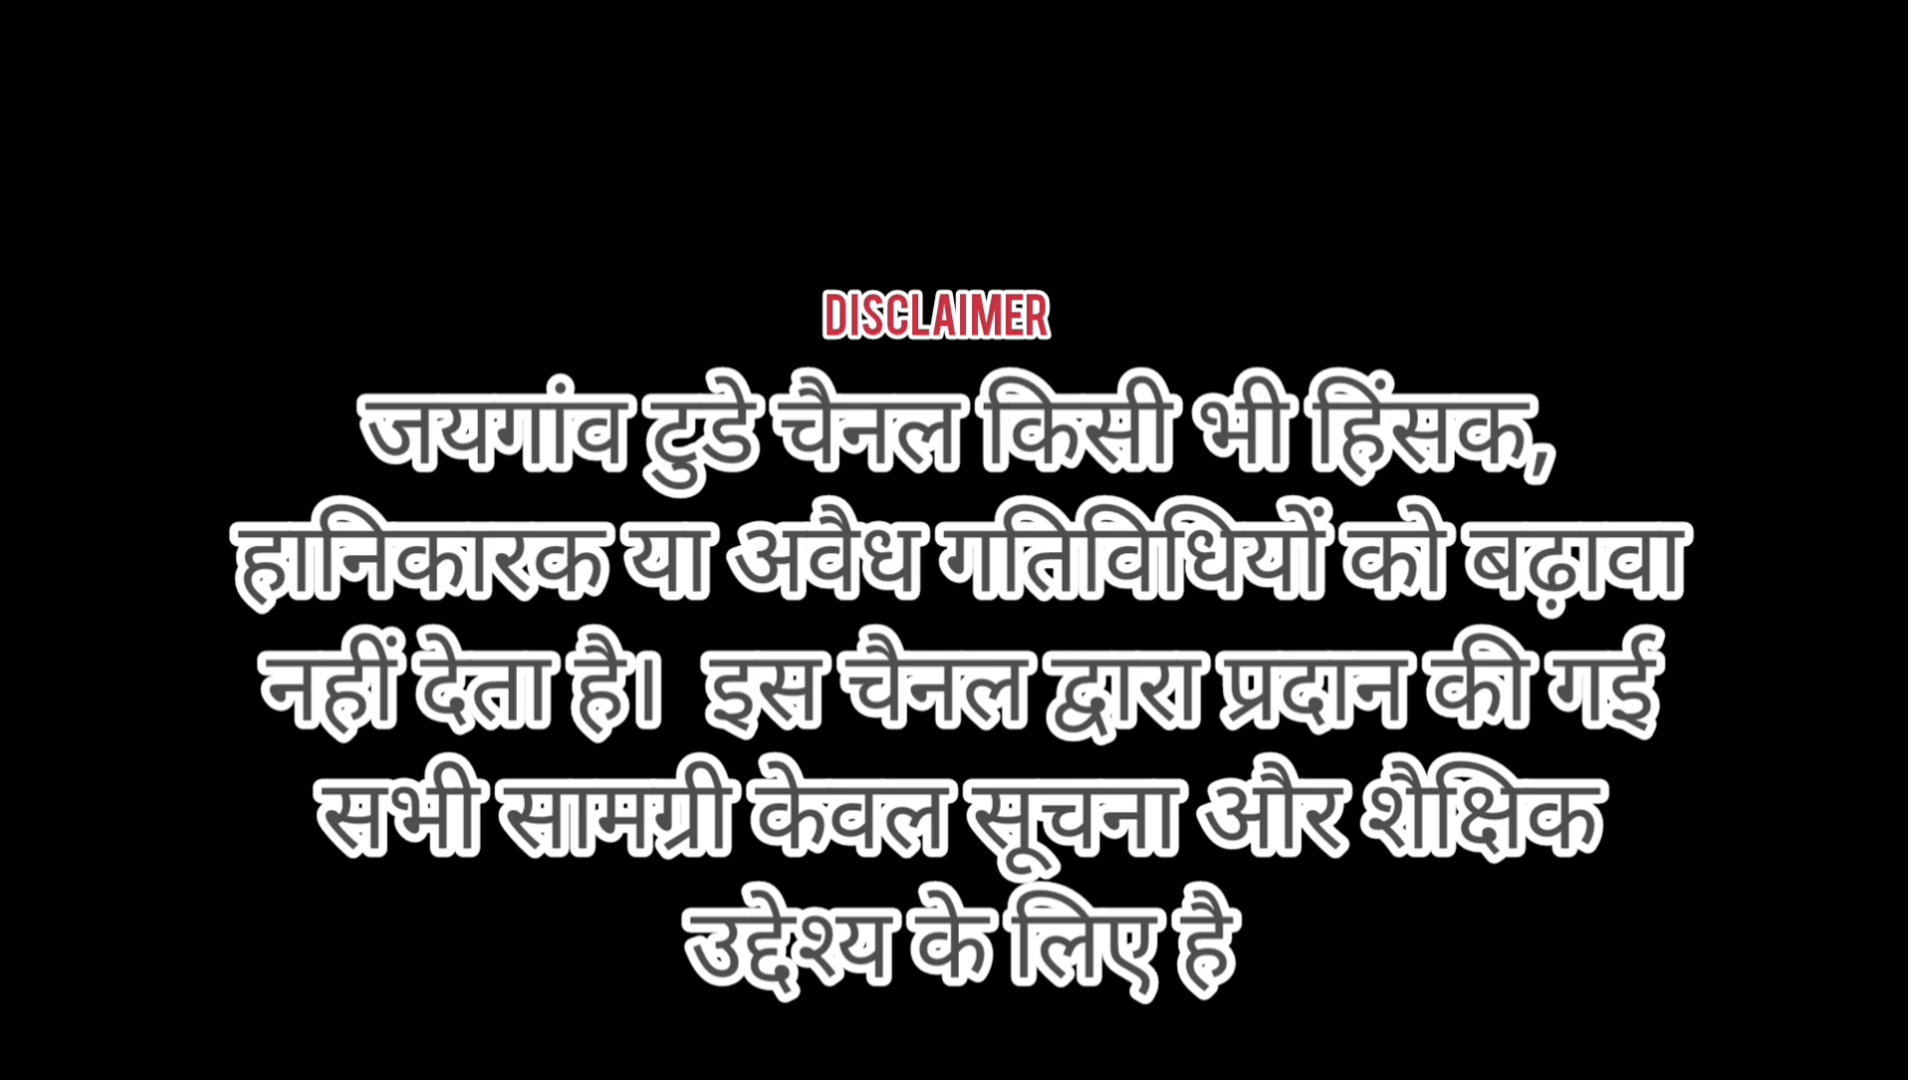 DISCLAIMER
जयगांव टुडे चैनल किसी भी हिंसक,
हानिकारक या अवैध गतिविधियों को बढ़ावा
नहीं देता है।  इस चैनल द्वारा प्रदान की गई
सभी सामग्री केवल सूचना और शैक्षिक
उद्देश्य के लिए है